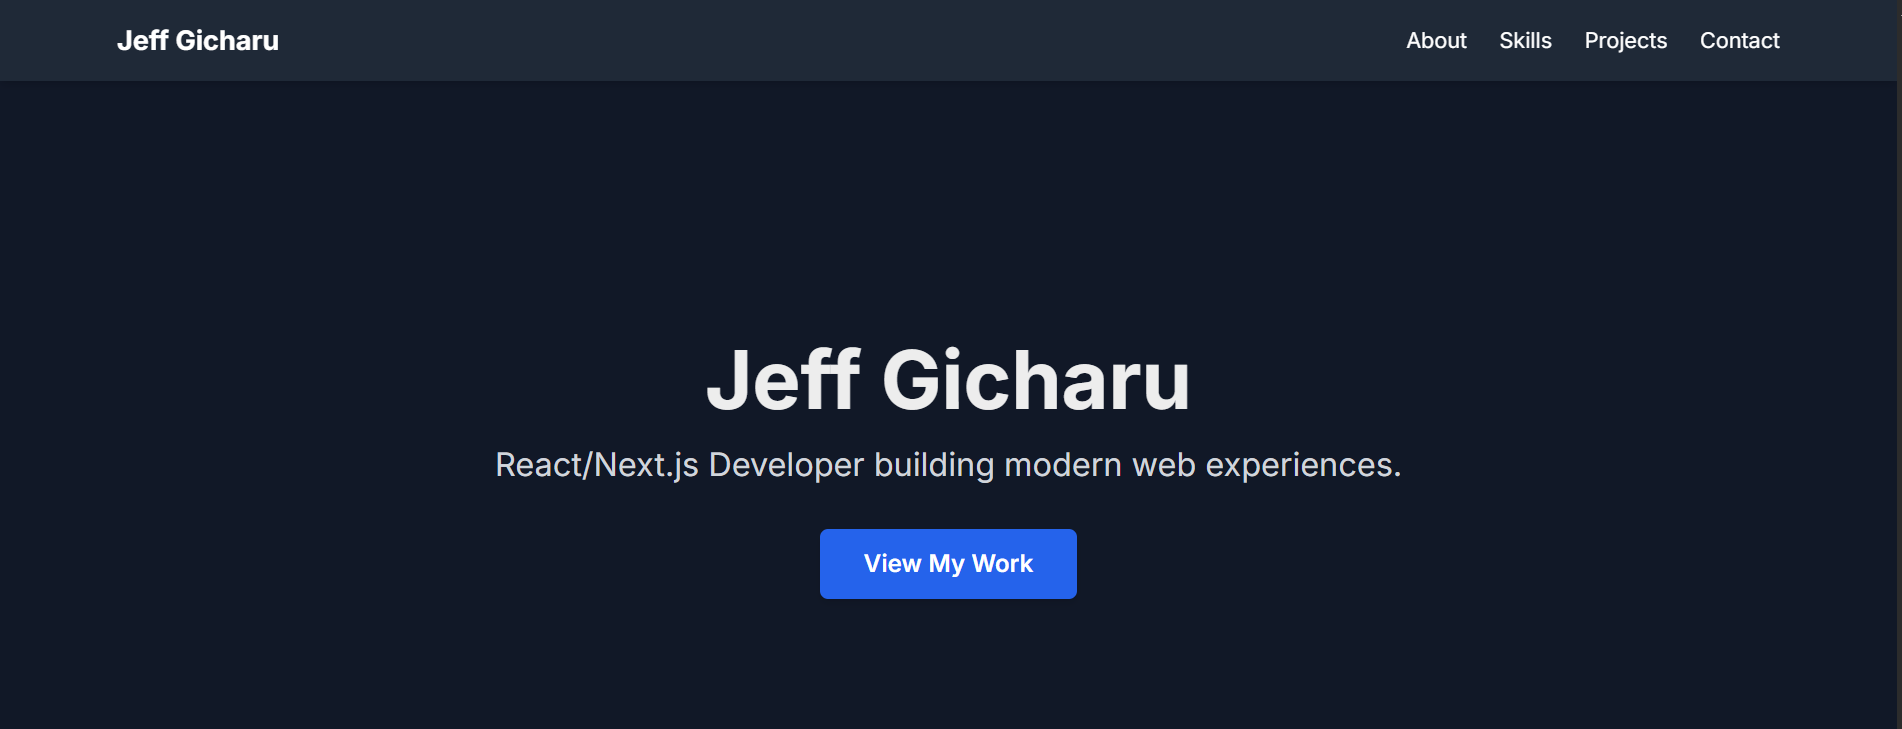 Jeff Gicharu
About Skills Projects Contact
Jeff Gicharu
React/Next.js Developer building modern web experiences.
View My Work